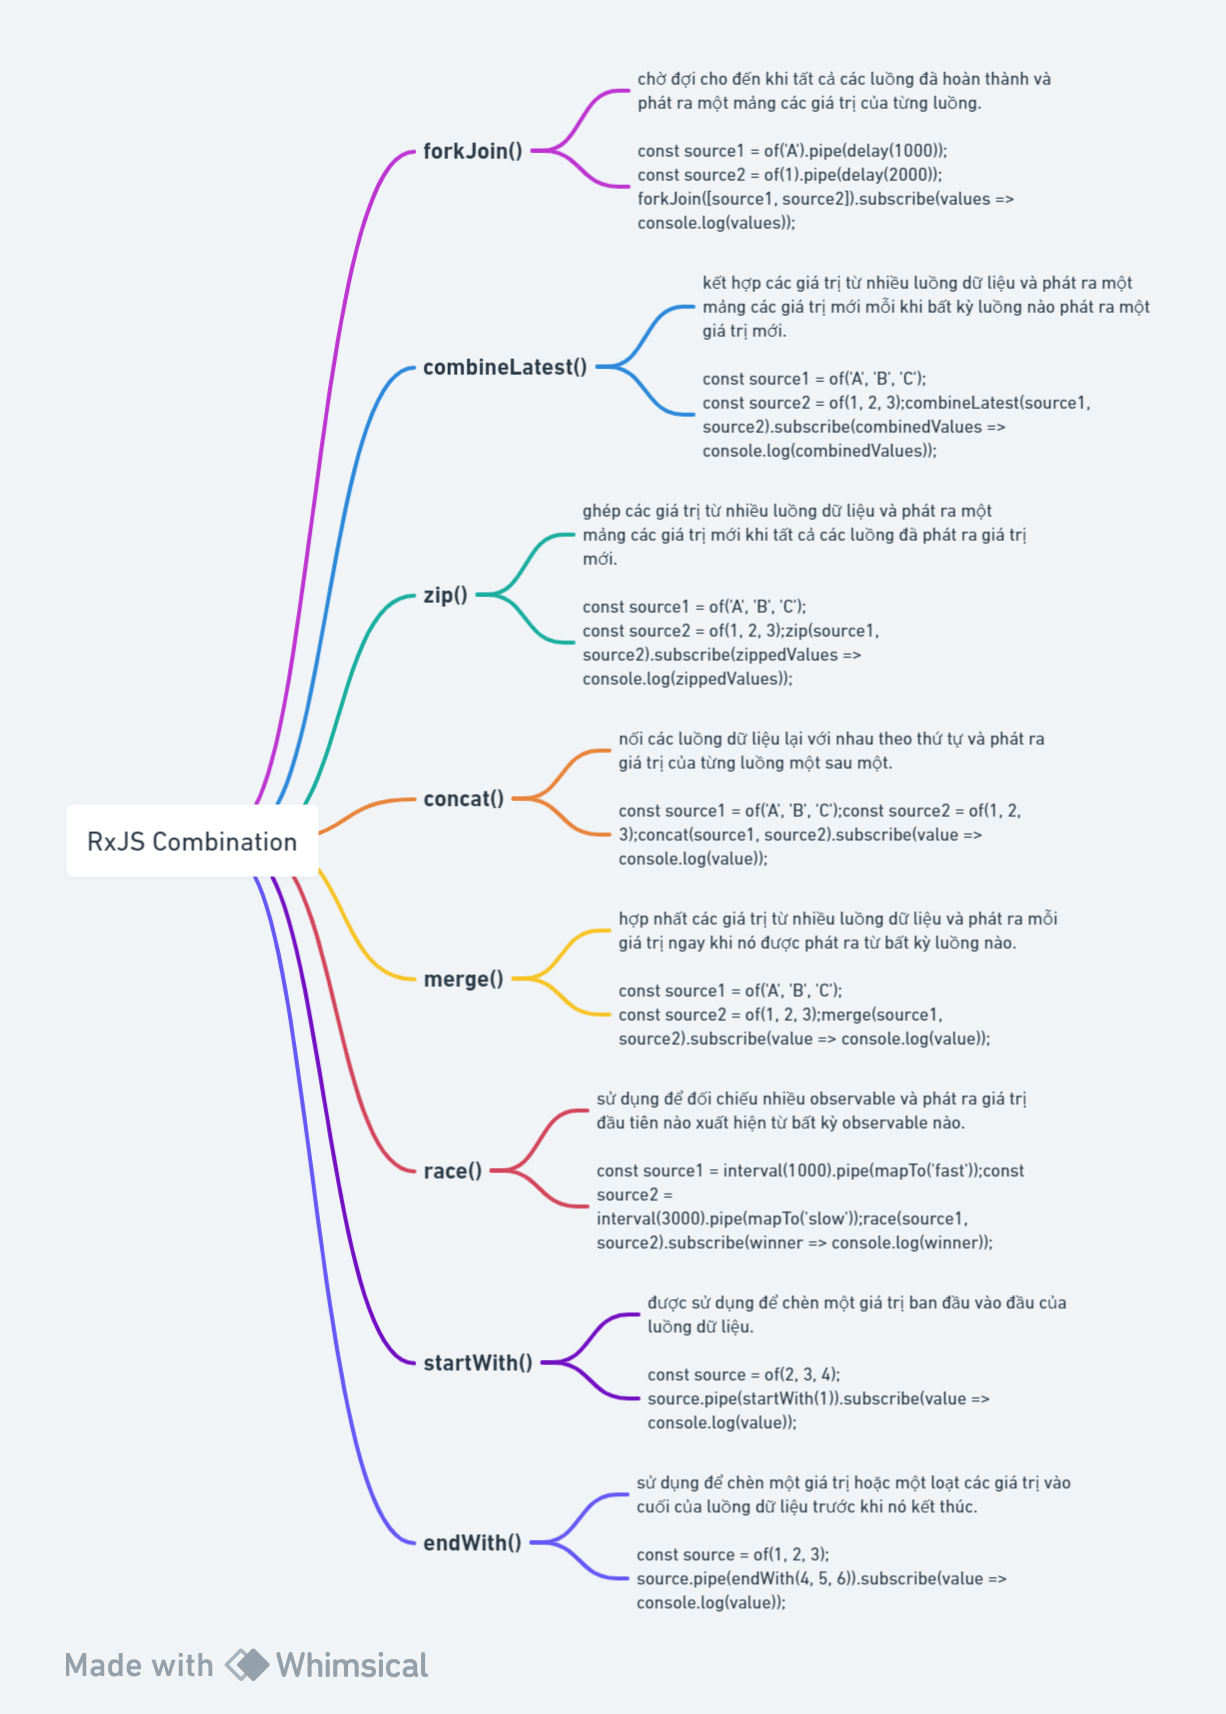 chờ đợi cho đến khi tất cả các luồng đã hoàn thành và
phát ra một mảng các giá trị của từng luồng.
forkJoin()
const source1 = of('A').pipe(delay(1000));
const source2 = of(1).pipe(delay(2000));
forkJoin([source1, source2]).subscribe(values =>
console.log(values));
kết hợp các giá trị từ nhiều luồng dữ liệu và phát ra một
mảng các giá trị mới mỗi khi bất kỳ luồng nào phát ra một
giá trị mới.
combineLatest()
const source1 = of('A', 'B', 'C');
const source2 = of(1, 2, 3);combineLatest(source1,
source2).subscribe(combinedValues =>
console.log(combinedValues));
ghép các giá trị từ nhiều luồng dữ liệu và phát ra một
mảng các giá trị mới khi tất cả các luồng đã phát ra giá trị
mới.
zip()
const source1 = of('A', 'B', 'C');
const source2 = of(1, 2, 3);zip(source1,
source2).subscribe(zippedValues =>
console.log(zippedValues));
nối các luồng dữ liệu lại với nhau theo thứ tự và phát ra
giá trị của từng luồng một sau một.
concat()
const source1 = of('A', 'B', 'C');const source2 = of(1, 2,
3);concat(source1, source2).subscribe(value =>
console.log(value));
RxJS Combination
hợp nhất các giá trị từ nhiều luồng dữ liệu và phát ra mỗi
giá trị ngay khi nó được phát ra từ bất kỳ luồng nào.
merge()
const source1 = of('A', 'B', 'C');
const source2 = of(1, 2, 3);merge(source1,
source2).subscribe(value => console.log(value));
sử dụng để đối chiếu nhiều observable và phát ra giá trị
đầu tiên nào xuất hiện từ bất kỳ observable nào.
race()
const source1 = interval(1000).pipe(mapTo('fast'));const
source2 =
interval(3000).pipe(mapTo('slow'));race(source1,
source2).subscribe(winner => console.log(winner));
được sử dụng để chèn một giá trị ban đầu vào đầu của
luồng dữ liệu.
startWith()
const source = of(2, 3, 4);
source.pipe(startWith(1)).subscribe(value =>
console.log(value));
sử dụng để chèn một giá trị hoặc một loạt các giá trị vào
cuối của luồng dữ liệu trước khi nó kết thúc.
endWith()
const source = of(1, 2, 3);
source.pipe(endWith(4, 5, 6)).subscribe(value =>
console.log(value));
Made with Whimsical